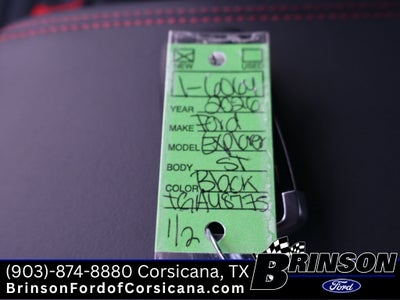 NEW USED
1-6064
YEAR 2026
MAKE Ford
MODEL Explorer
BODY ST
COLOR Black
1/2
(903)-874-8880 Corsicana, TX
BrinsonFordofCorsicana.com
BRINSON
Ford